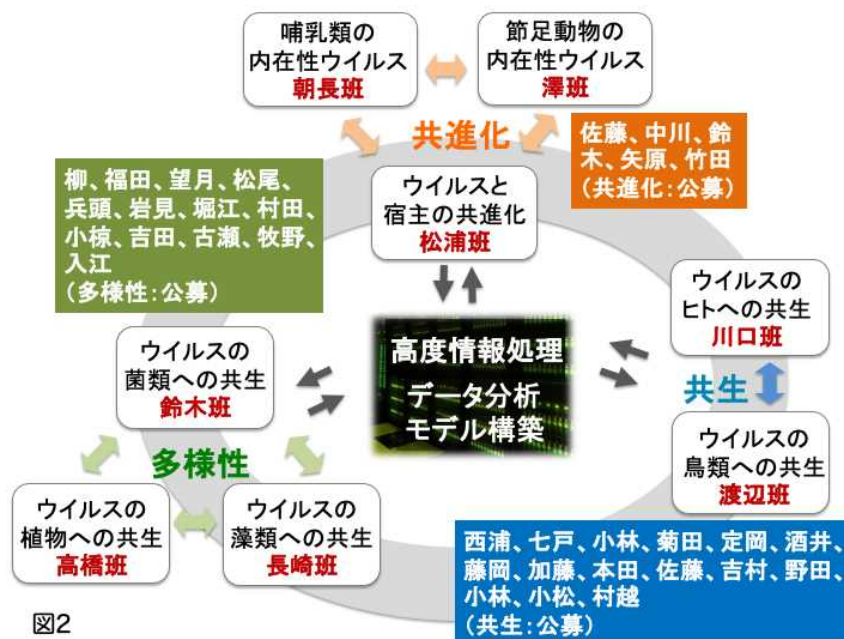 哺乳類の
内在性ウイルス
朝長班
節足動物の
内在性ウイルス
澤班
共進化
佐藤、中川、鈴
木、矢原、竹田
（共進化：公募）
柳、福田、望月、松尾、
兵頭、岩見、堀江、村田、
小椋、吉田、古瀬、牧野、
入江
（多様性：公募）
ウイルスと
宿主の共進化
松浦班
ウイルスの
ヒトへの共生
川口班
高度情報処理
データ分析
モデル構築
ウイルスの
菌類への共生
鈴木班
共生
ウイルスの
鳥類への共生
渡辺班
多様性
ウイルスの
植物への共生
高橋班
ウイルスの
藻類への共生
長崎班
西浦、七戸、小林、菊田、定岡、酒井、
藤岡、加藤、本田、佐藤、吉村、野田、
小林、小松、村越
（共生：公募）
図2